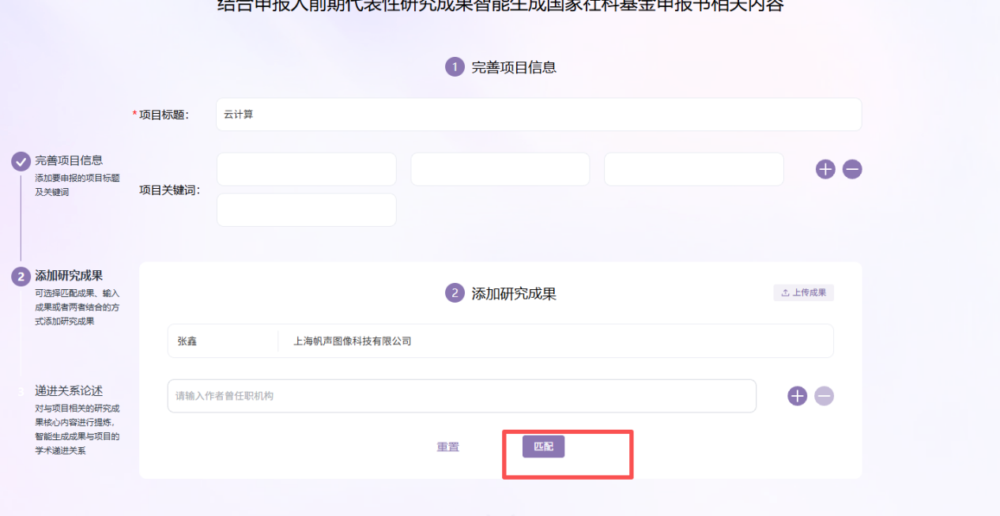 结合申报人前期代表性研究成果智能生成国家社科基金申报书相关内容
1 完善项目信息
*项目标题：
云计算
完善项目信息
添加要申报的项目标题
及关键词
项目关键词：
2 添加研究成果
可选择匹配成果、输入
成果或者两者结合的方
式添加研究成果
2 添加研究成果
上传成果
张鑫
上海帆声图像科技有限公司
请输入作者曾任职机构
3 递进关系论述
对与项目相关的研究成
果核心内容进行提炼，
智能生成成果与项目的
学术递进关系
重置
匹配